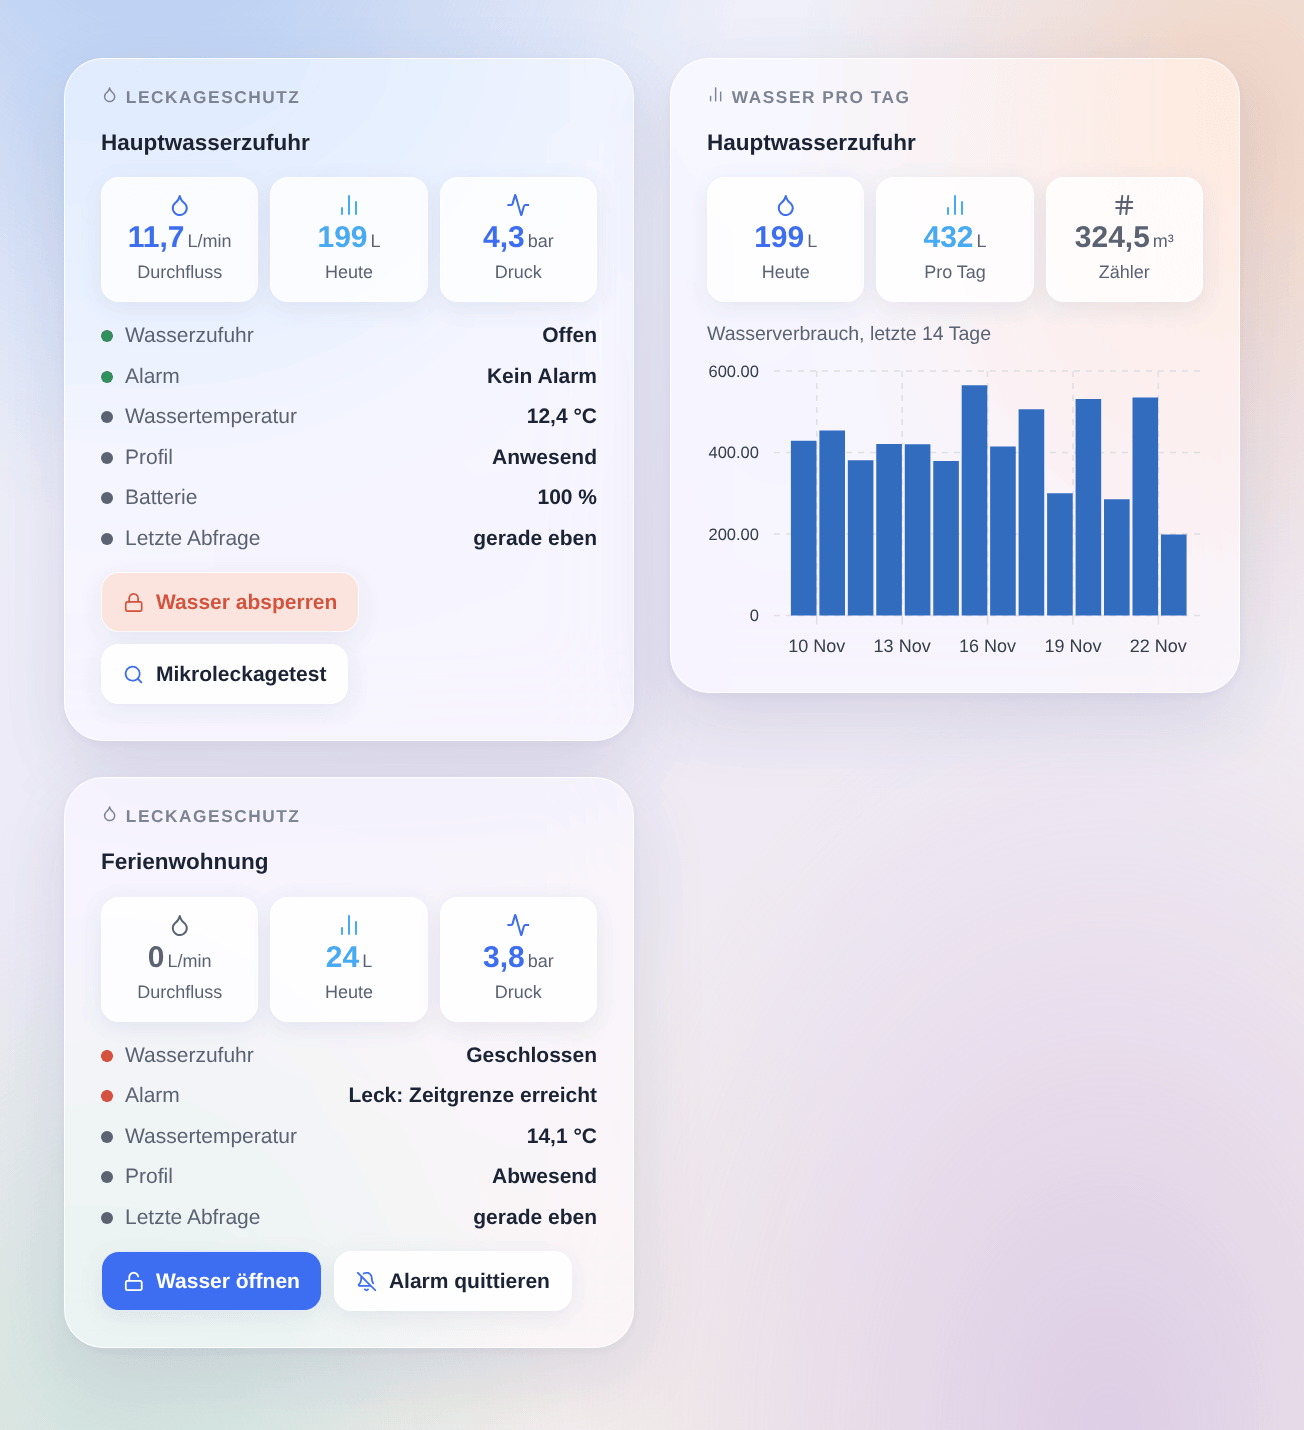 LECKAGESCHUTZ
Hauptwasserzufuhr
11,7 L/min
Durchfluss
199 L
Heute
4,3 bar
Druck
Wasserzufuhr Offen
Alarm Kein Alarm
Wassertemperatur 12,4 °C
Profil Anwesend
Batterie 100 %
Letzte Abfrage gerade eben
Wasser absperren
Mikroleckagetest
WASSER PRO TAG
Hauptwasserzufuhr
199 L
Heute
432 L
Pro Tag
324,5 m³
Zähler
Wasserverbrauch, letzte 14 Tage
600.00
400.00
200.00
0
10 Nov 13 Nov 16 Nov 19 Nov 22 Nov
LECKAGESCHUTZ
Ferienwohnung
0 L/min
Durchfluss
24 L
Heute
3,8 bar
Druck
Wasserzufuhr Geschlossen
Alarm Leck: Zeitgrenze erreicht
Wassertemperatur 14,1 °C
Profil Abwesend
Letzte Abfrage gerade eben
Wasser öffnen Alarm quittieren